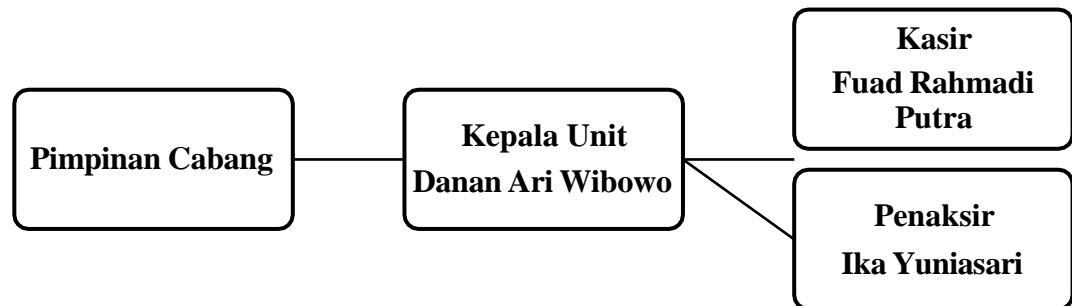 Pimpinan Cabang
Kepala Unit
Danan Ari Wibowo
Kasir
Fuad Rahmadi
Putra
Penaksir
Ika Yuniasari